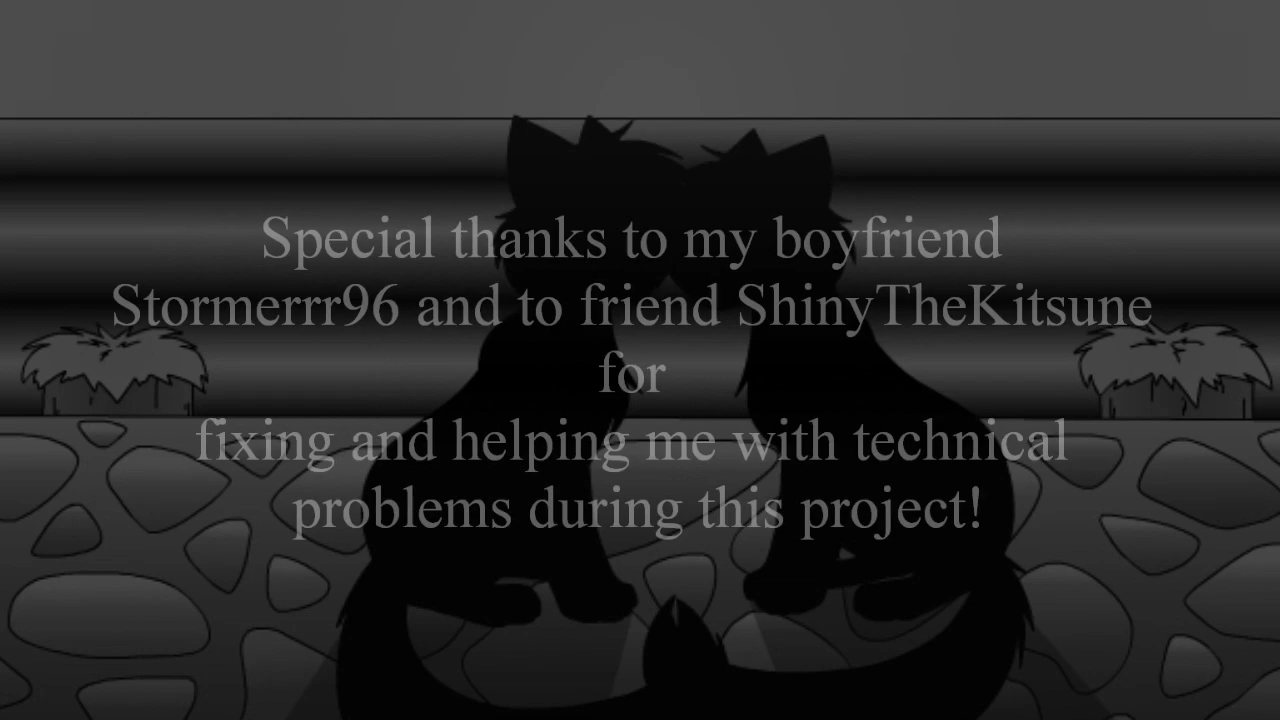 Special thanks to my boyfriend
Stormerrr96 and to friend ShinyTheKitsune
for
fixing and helping me with technical
problems during this project!